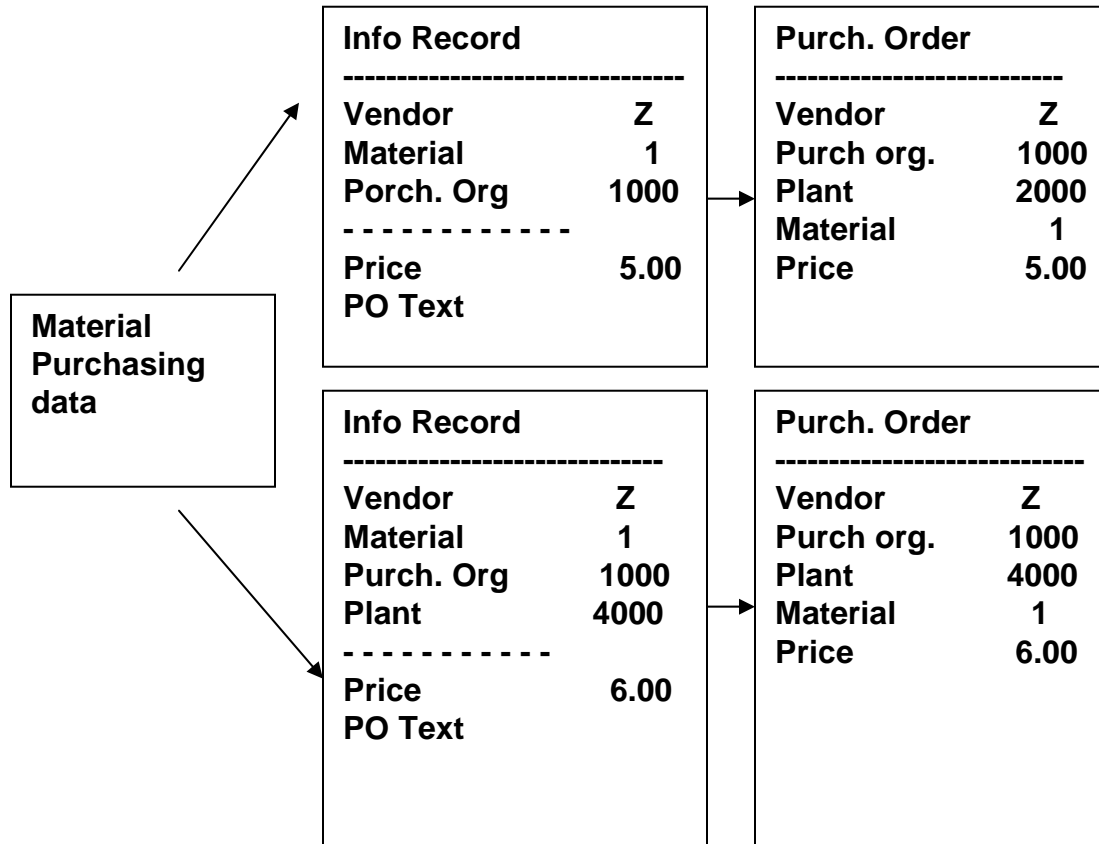 Info Record
--------------------------------
Vendor Z
Material 1
Porch. Org 1000
- - - - - - - - - - - -
Price 5.00
PO Text
Purch. Order
---------------------------
Vendor Z
Purch org. 1000
Plant 2000
Material 1
Price 5.00
Material
Purchasing
data
Info Record
------------------------------
Vendor Z
Material 1
Purch. Org 1000
Plant 4000
- - - - - - - - - - -
Price 6.00
PO Text
Purch. Order
-----------------------------
Vendor Z
Purch org. 1000
Plant 4000
Material 1
Price 6.00